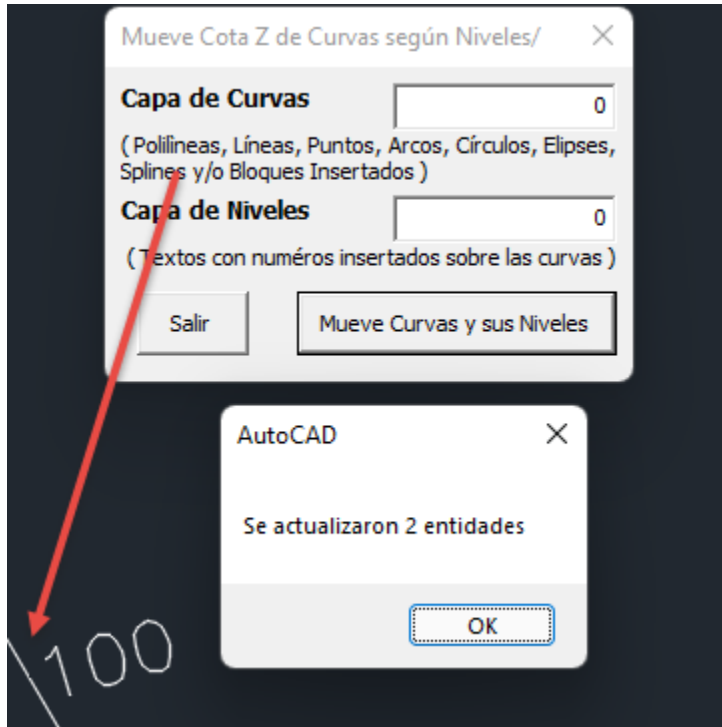 Mueve Cota Z de Curvas según Niveles/
Capa de Curvas
0
( Polilìneas, Líneas, Puntos, Arcos, Círculos, Elipses,
Splines y/o Bloques Insertados )
Capa de Niveles
0
( Textos con numéros insertados sobre las curvas )
Salir
Mueve Curvas y sus Niveles
AutoCAD
Se actualizaron 2 entidades
OK
100